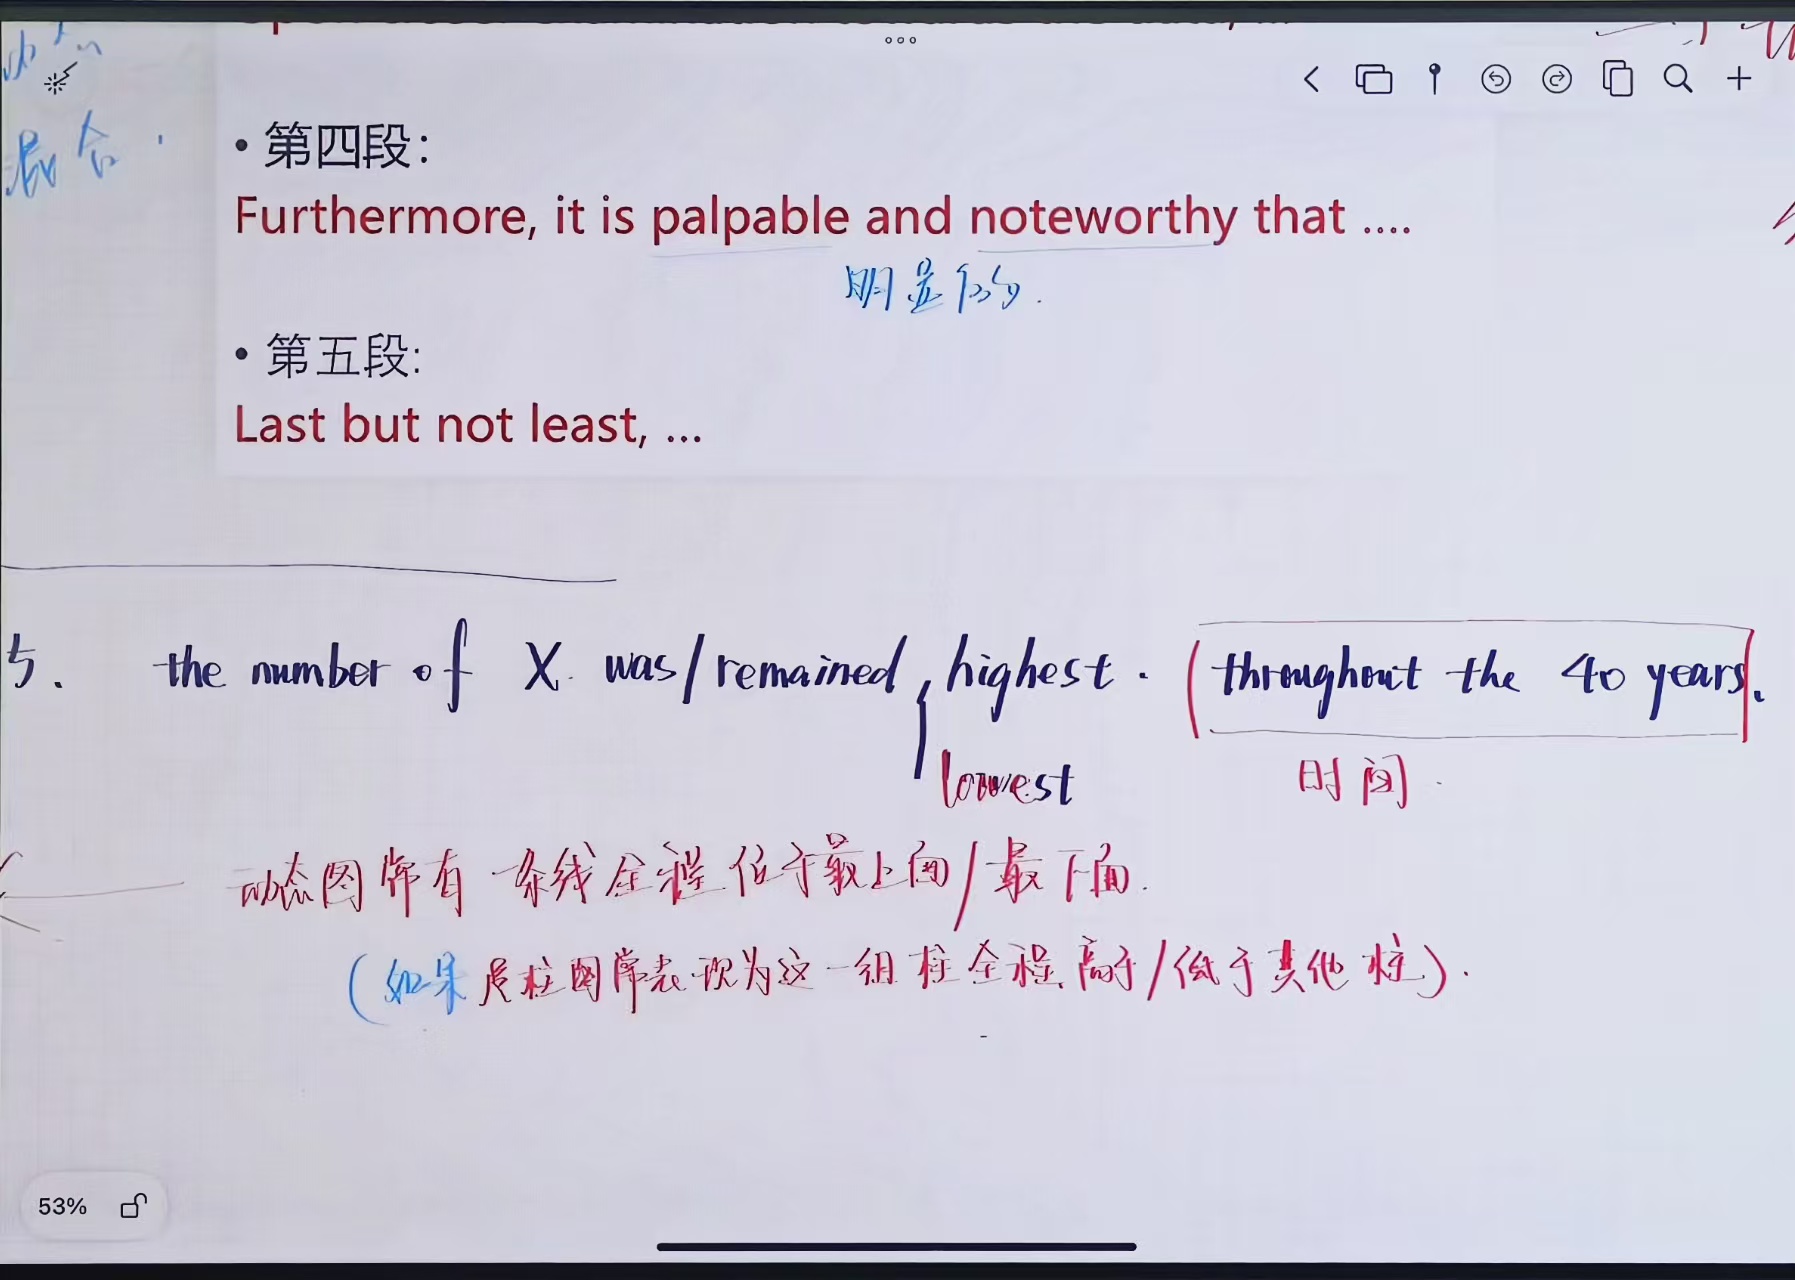 混合.
• 第四段:
Furthermore, it is palpable and noteworthy that ....
明显的.
• 第五段:
Last but not least, ...
5. the number of X was/remained highest. (throughout the 40 years).
lowest
时间.
动态图常有一条线全程位于最上面/最下面.
(如果是柱图常表现为这一组柱全程高于/低于其他柱).
53%